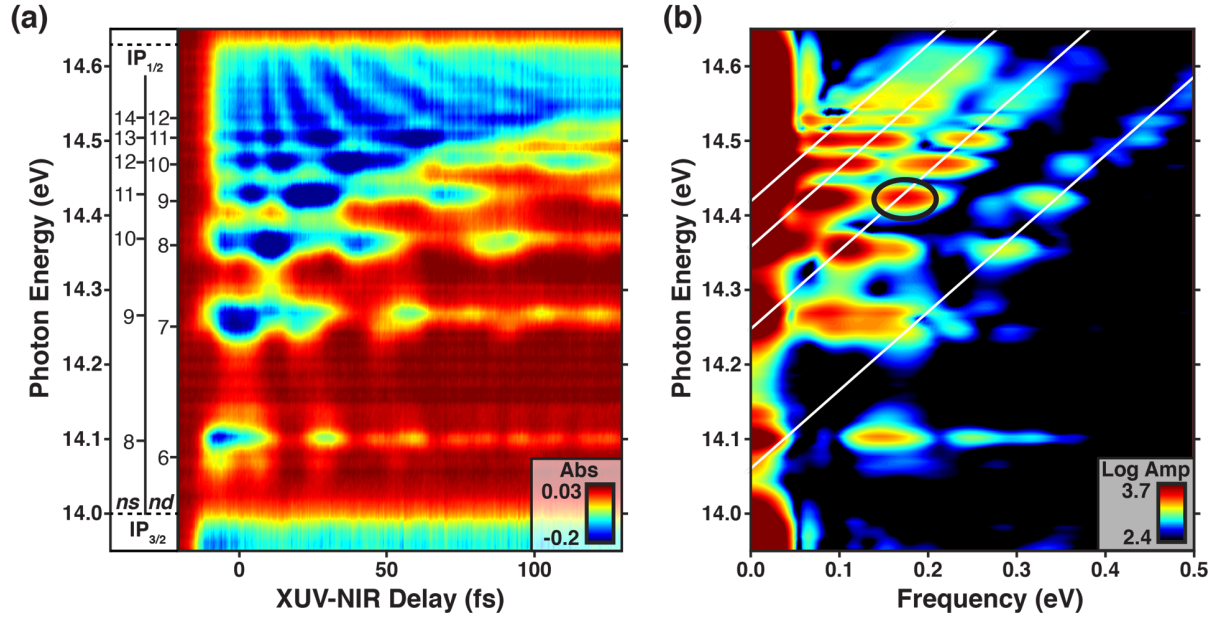 (a)
(b)
IP1/2
14.6
14.5
14.4
14.3
14.2
14.1
14.0
14
13
12
11
10
9
8
12
11
10
9
8
7
6
ns nd
IP3/2
Photon Energy (eV)
Abs
0.03
-0.2
0
50
100
XUV-NIR Delay (fs)
14.6
14.5
14.4
14.3
14.2
14.1
14.0
Photon Energy (eV)
Log Amp
3.7
2.4
0.0 0.1 0.2 0.3 0.4 0.5
Frequency (eV)